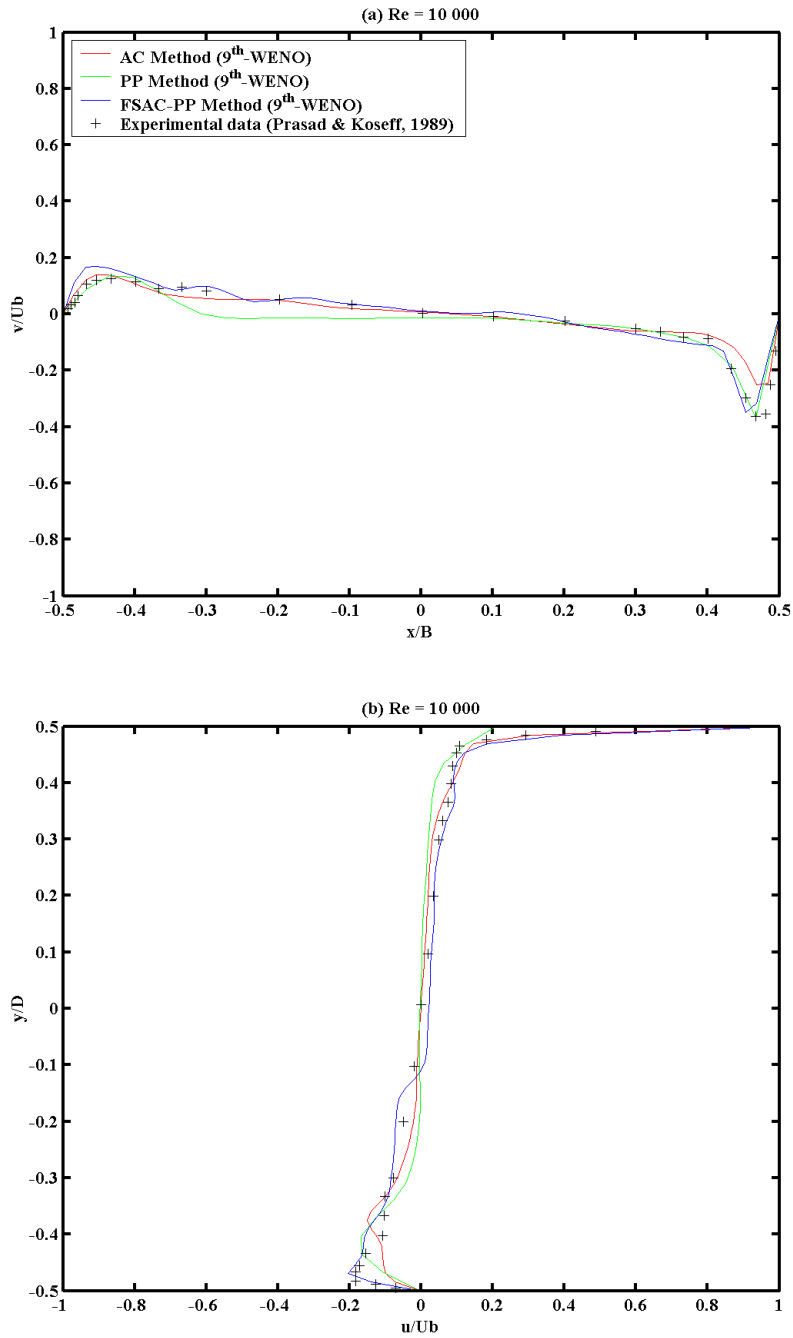 (a) Re = 10 000
AC Method (9th-WENO)
PP Method (9th-WENO)
FSAC-PP Method (9th-WENO)
Experimental data (Prasad & Koseff, 1989)
1
0.8
0.6
0.4
0.2
0
-0.2
-0.4
-0.6
-0.8
-1
v/Ub
-0.5 -0.4 -0.3 -0.2 -0.1 0 0.1 0.2 0.3 0.4 0.5
x/B
(b) Re = 10 000
0.5
0.4
0.3
0.2
0.1
0
-0.1
-0.2
-0.3
-0.4
-0.5
y/D
-1 -0.8 -0.6 -0.4 -0.2 0 0.2 0.4 0.6 0.8 1
u/Ub